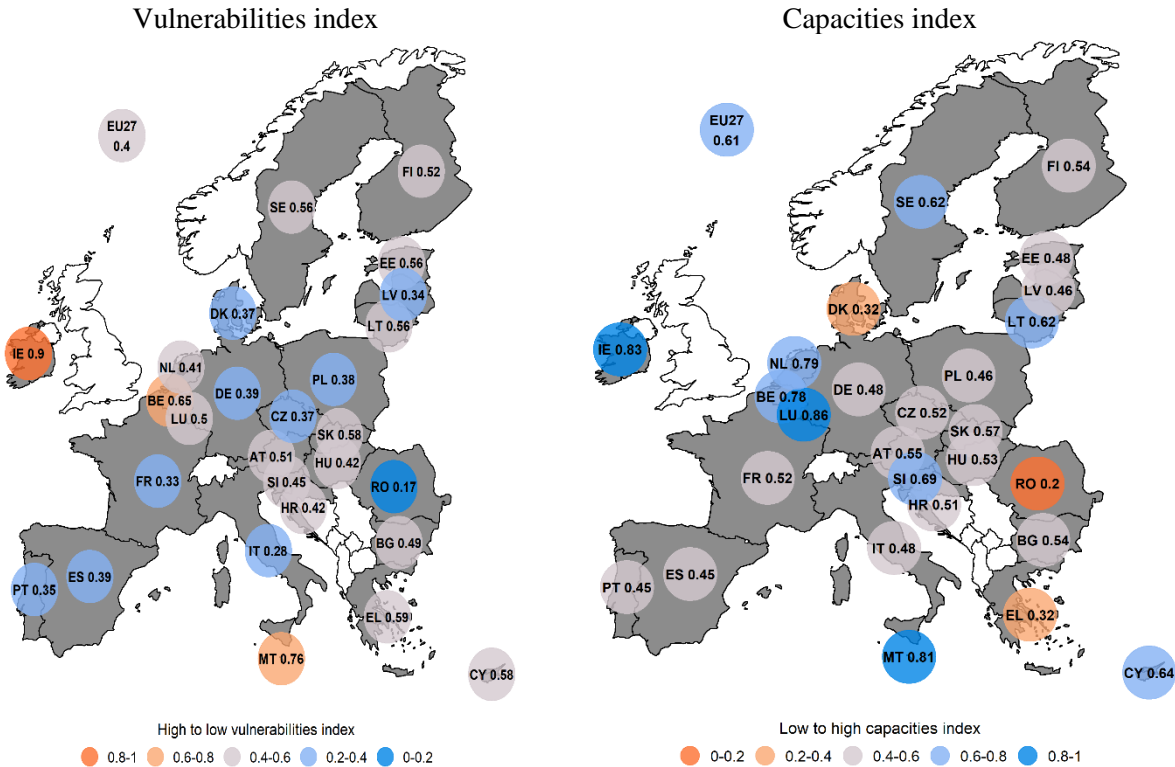 Vulnerabilities index
EU27
0.4
FI 0.52
SE 0.56
EE 0.56
LV 0.34
DK 0.37
LT 0.56
IE 0.9
NL 0.41
PL 0.38
DE 0.39
BE 0.65
LU 0.5
CZ 0.37
SK 0.58
AT 0.51
HU 0.42
FR 0.33
SI 0.45
RO 0.17
HR 0.42
BG 0.49
IT 0.28
ES 0.39
PT 0.35
EL 0.59
MT 0.76
CY 0.58
High to low vulnerabilities index
0.8-1 0.6-0.8 0.4-0.6 0.2-0.4 0-0.2
Capacities index
EU27
0.61
FI 0.54
SE 0.62
EE 0.48
LV 0.46
DK 0.32
LT 0.62
IE 0.83
NL 0.79
PL 0.46
DE 0.48
BE 0.78
LU 0.86
CZ 0.52
SK 0.57
AT 0.55
HU 0.53
FR 0.52
SI 0.69
RO 0.2
HR 0.51
BG 0.54
IT 0.48
ES 0.45
PT 0.45
EL 0.32
MT 0.81
CY 0.64
Low to high capacities index
0-0.2 0.2-0.4 0.4-0.6 0.6-0.8 0.8-1